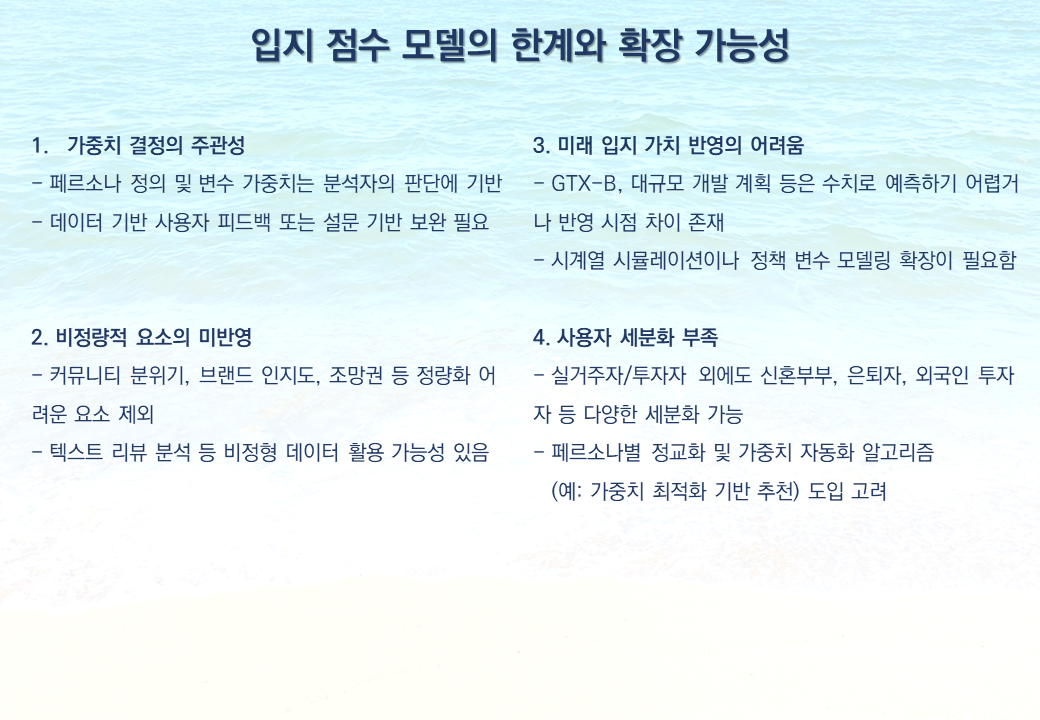 입지 점수 모델의 한계와 확장 가능성
1. 가중치 결정의 주관성
- 페르소나 정의 및 변수 가중치는 분석자의 판단에 기반
- 데이터 기반 사용자 피드백 또는 설문 기반 보완 필요
2. 비정량적 요소의 미반영
- 커뮤니티 분위기, 브랜드 인지도, 조망권 등 정량화 어
려운 요소 제외
- 텍스트 리뷰 분석 등 비정형 데이터 활용 가능성 있음
3. 미래 입지 가치 반영의 어려움
- GTX-B, 대규모 개발 계획 등은 수치로 예측하기 어렵거
나 반영 시점 차이 존재
- 시계열 시뮬레이션이나 정책 변수 모델링 확장이 필요함
4. 사용자 세분화 부족
- 실거주자/투자자 외에도 신혼부부, 은퇴자, 외국인 투자
자 등 다양한 세분화 가능
- 페르소나별 정교화 및 가중치 자동화 알고리즘
(예: 가중치 최적화 기반 추천) 도입 고려